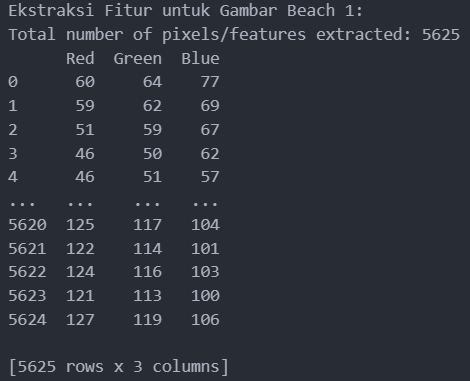 Ekstraksi Fitur untuk Gambar Beach 1:
Total number of pixels/features extracted: 5625
      Red  Green  Blue
0      60     64    77
1      59     62    69
2      51     59    67
3      46     50    62
4      46     51    57
...   ...    ...   ...
5620  125    117   104
5621  122    114   101
5622  124    116   103
5623  121    113   100
5624  127    119   106
[5625 rows x 3 columns]